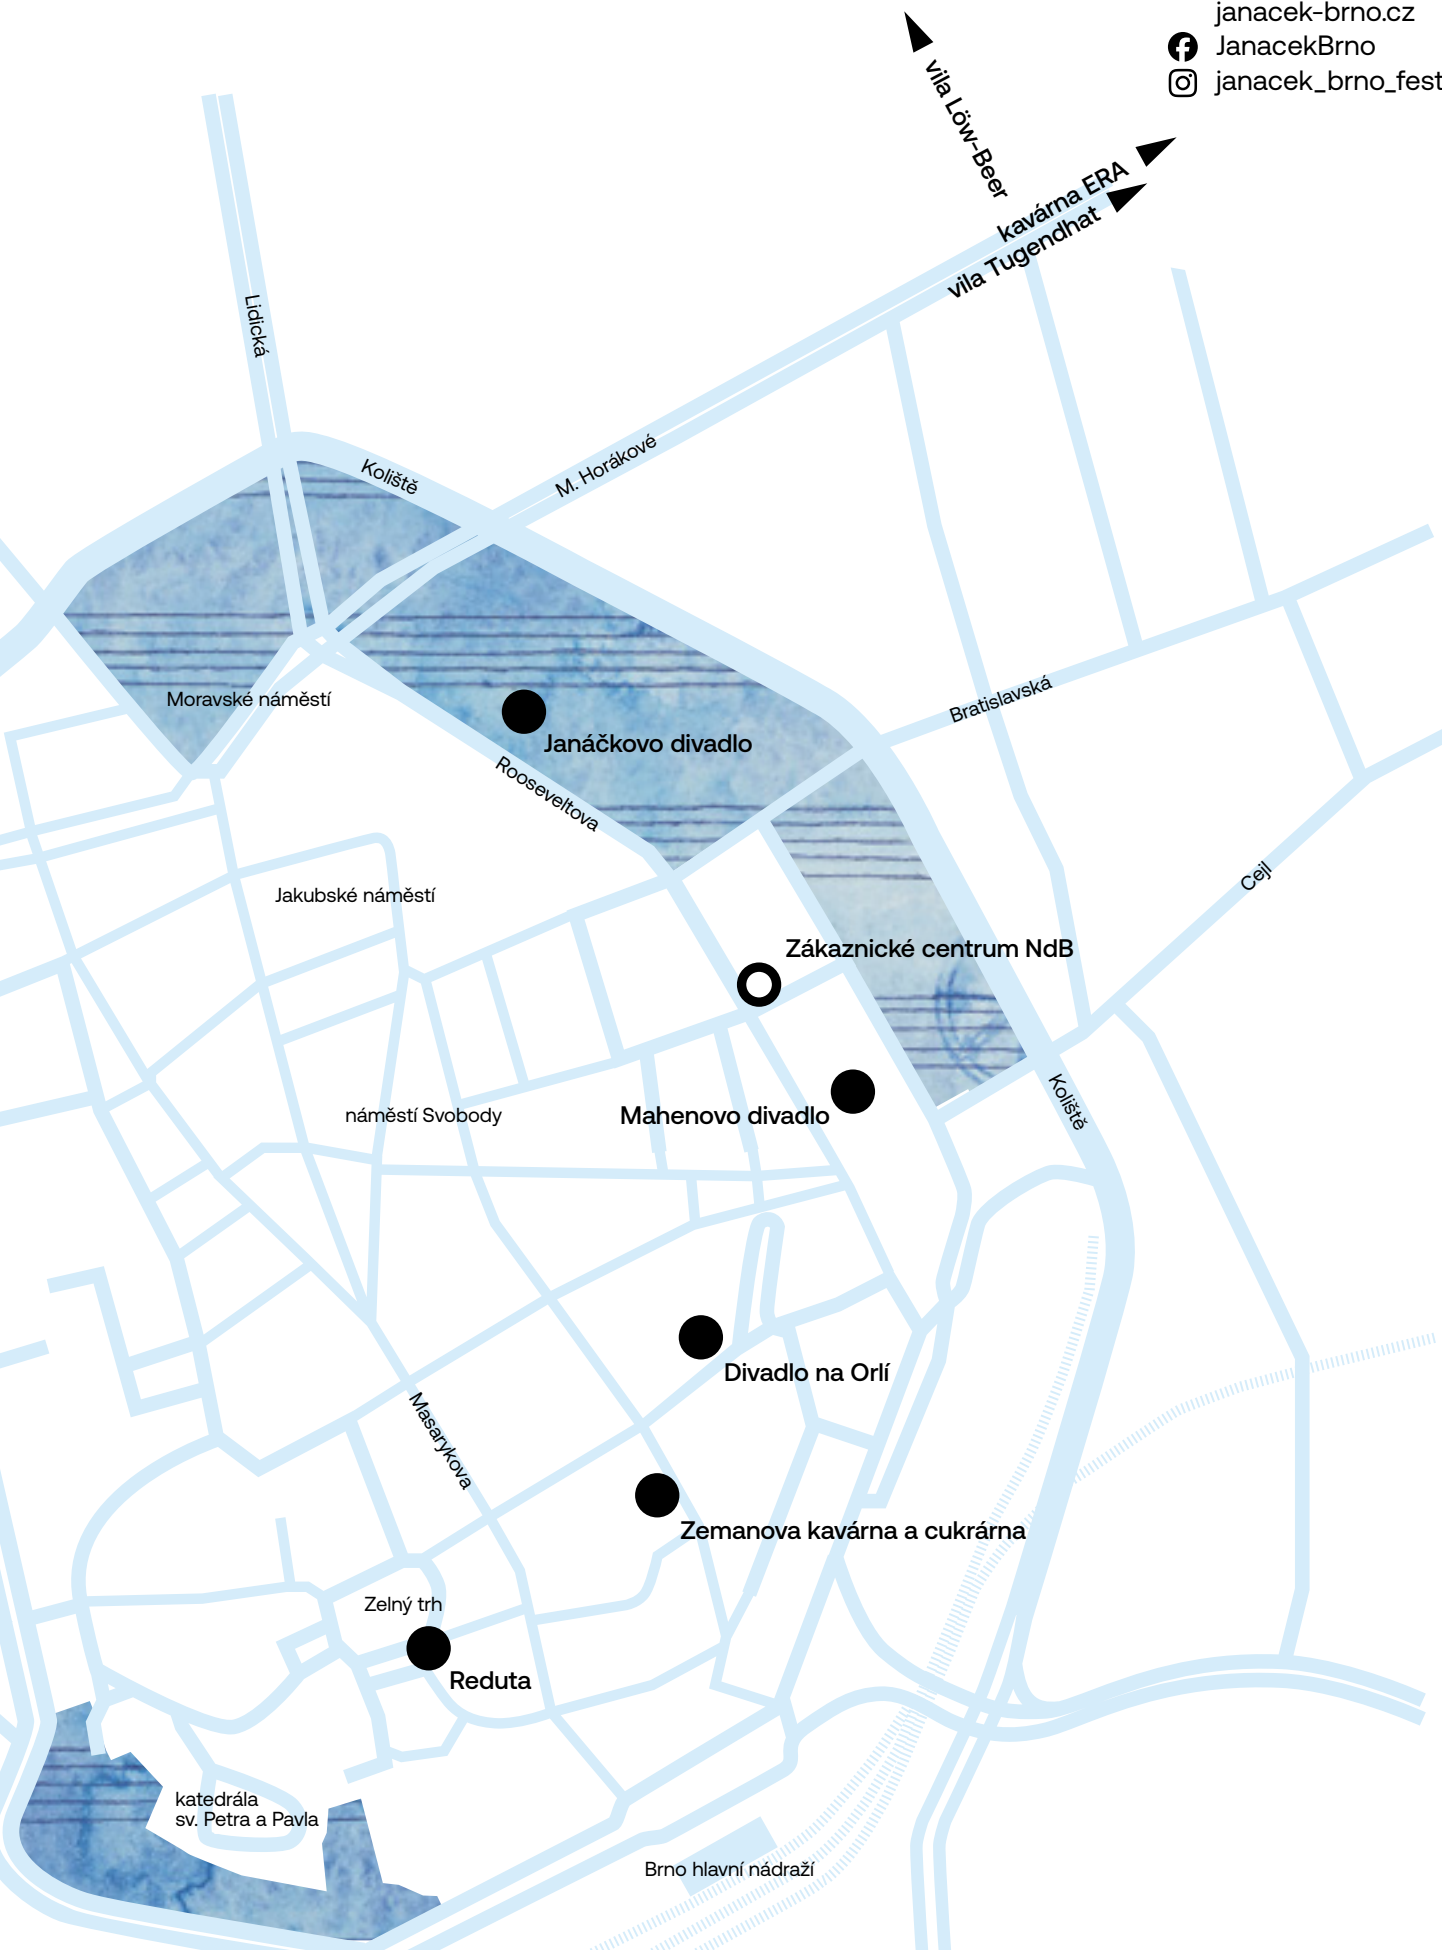 janacek-brno.cz
JanacekBrno
janacek_brno_fest
vila Löw-Beer
kavárna ERA
vila Tugendhat
Lidická
Koliště
M. Horákové
Moravské náměstí
Bratislavská
Janáčkovo divadlo
Rooseveltova
Cejl
Jakubské náměstí
Zákaznické centrum NdB
Koliště
náměstí Svobody
Mahenovo divadlo
Divadlo na Orlí
Masarykova
Zemanova kavárna a cukrárna
Zelný trh
Reduta
katedrála
sv. Petra a Pavla
Brno hlavní nádraží